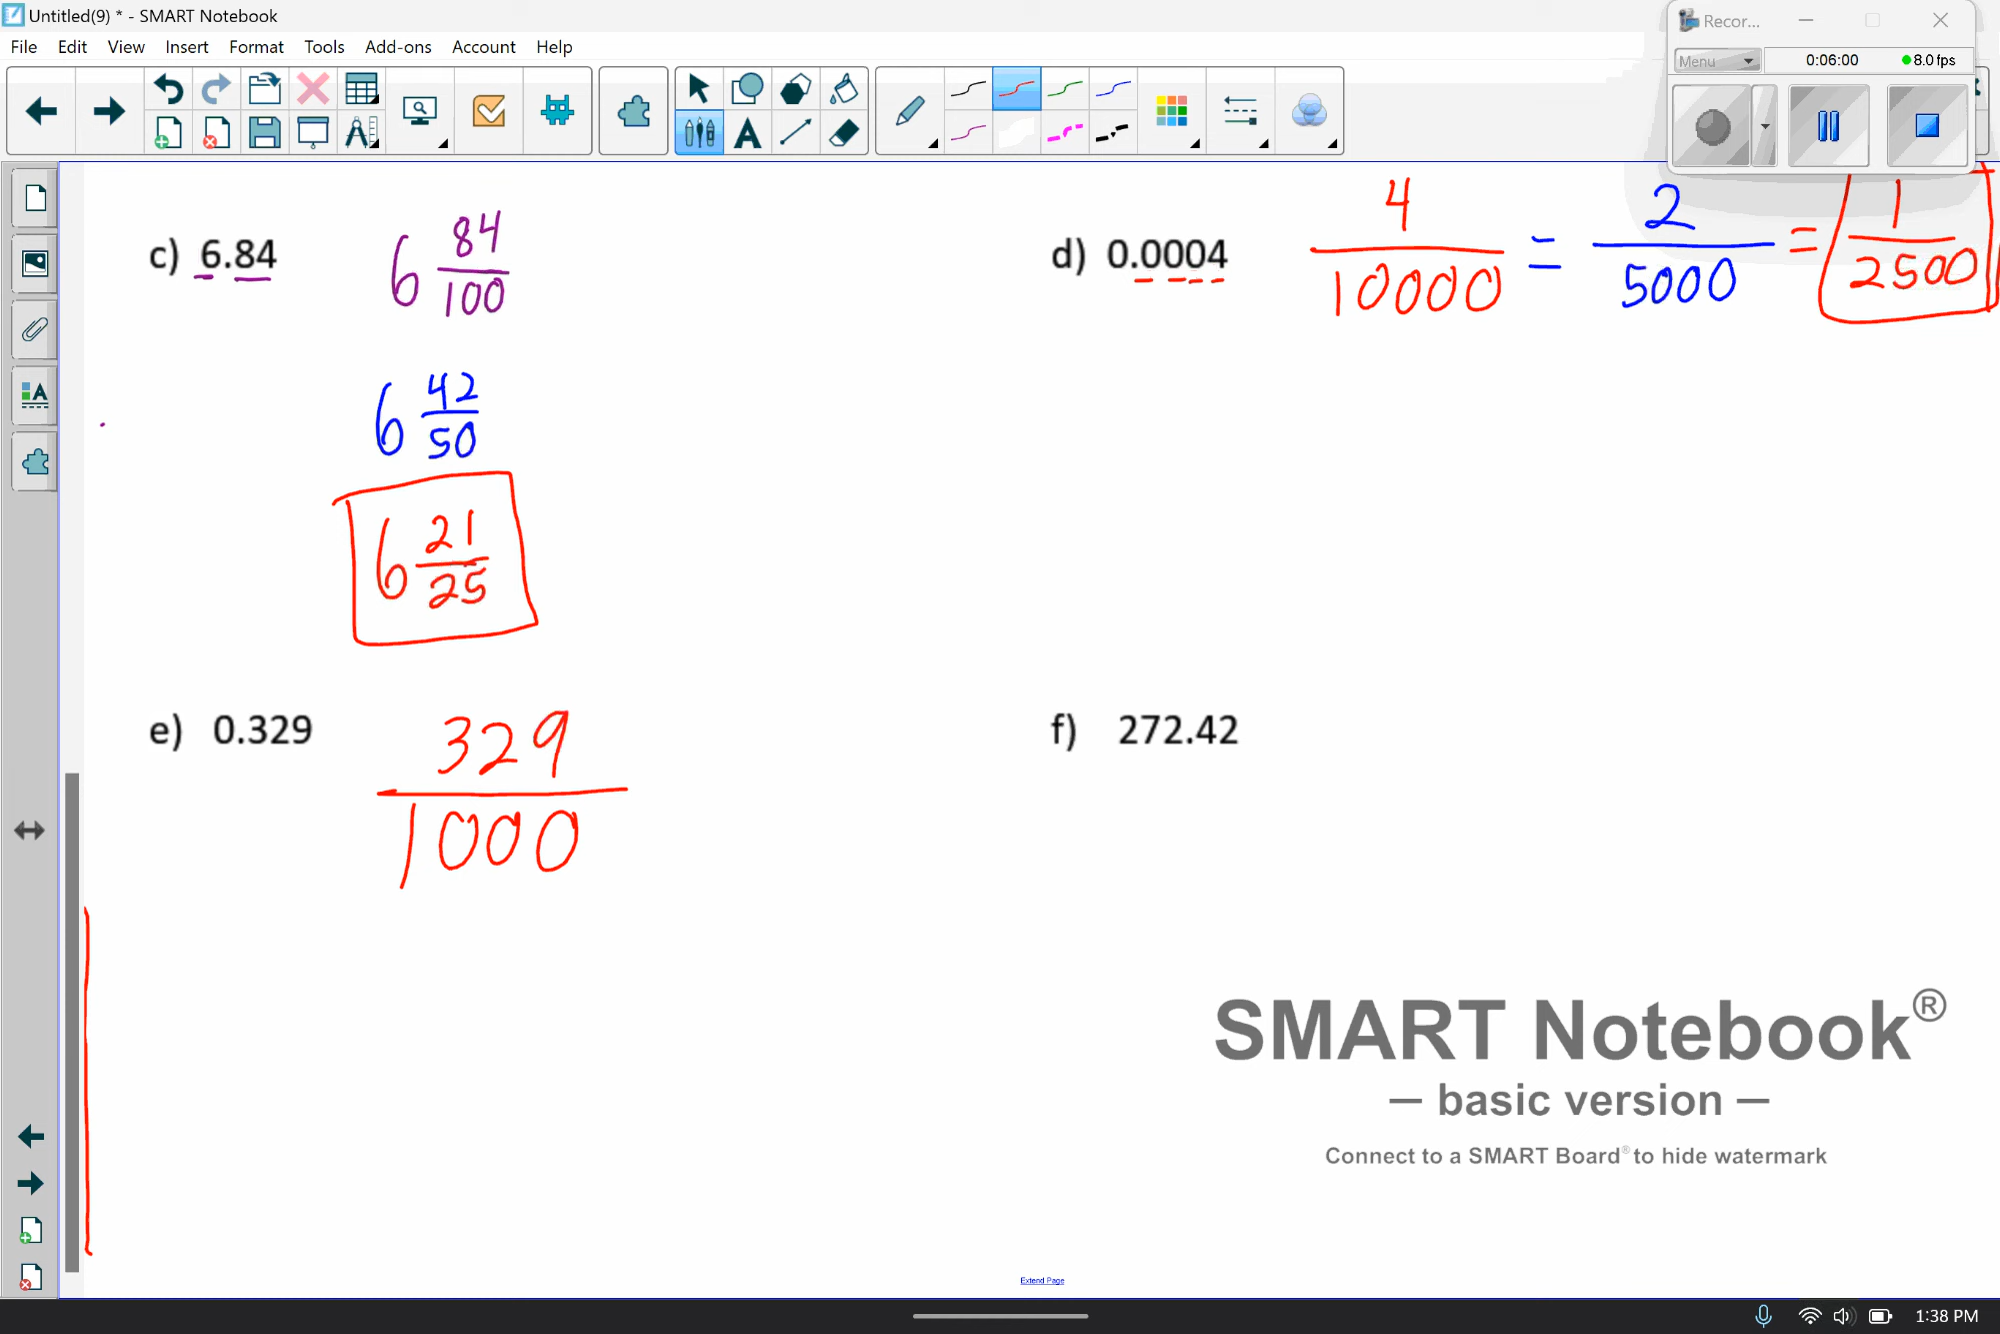 Untitled(9) * - SMART Notebook
File Edit View Insert Format Tools Add-ons Account Help
Recor...
Menu 0:06:00 8.0 fps
c) 6.84 6 84/100
6 42/50
6 21/25
d) 0.0004 4/10000 = 2/5000 = 1/2500
e) 0.329 329/1000
f) 272.42
SMART Notebook®
— basic version —
Connect to a SMART Board® to hide watermark
Extend Page
1:38 PM